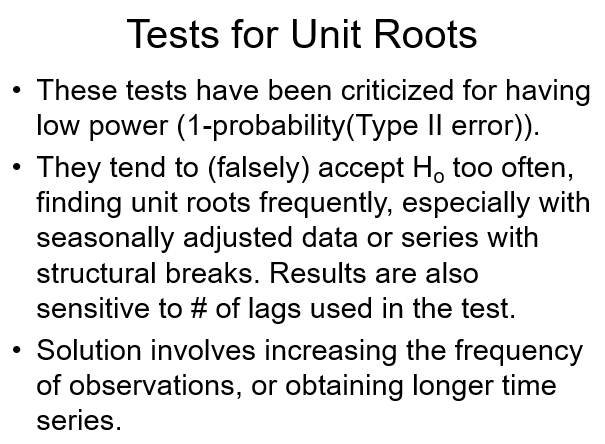 Tests for Unit Roots
• These tests have been criticized for having
low power (1-probability(Type II error)).
• They tend to (falsely) accept Ho too often,
finding unit roots frequently, especially with
seasonally adjusted data or series with
structural breaks. Results are also
sensitive to # of lags used in the test.
• Solution involves increasing the frequency
of observations, or obtaining longer time
series.